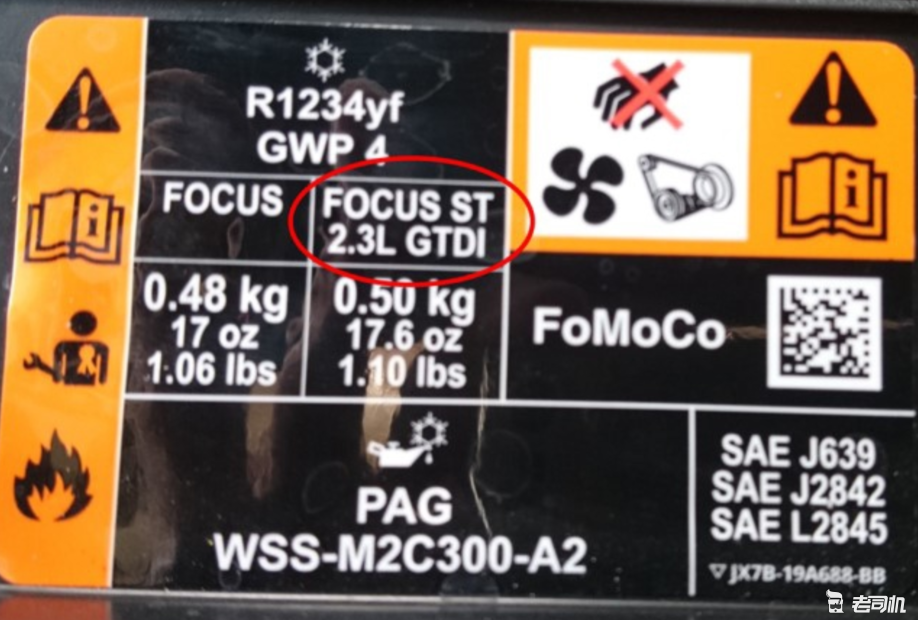 R1234yf
GWP 4
FOCUS
FOCUS ST
2.3L GTDI
0.48 kg
17 oz
1.06 lbs
0.50 kg
17.6 oz
1.10 lbs
FoMoCo
PAG
WSS-M2C300-A2
SAE J639
SAE J2842
SAE L2845
JX7B-19A688-BB
老司机